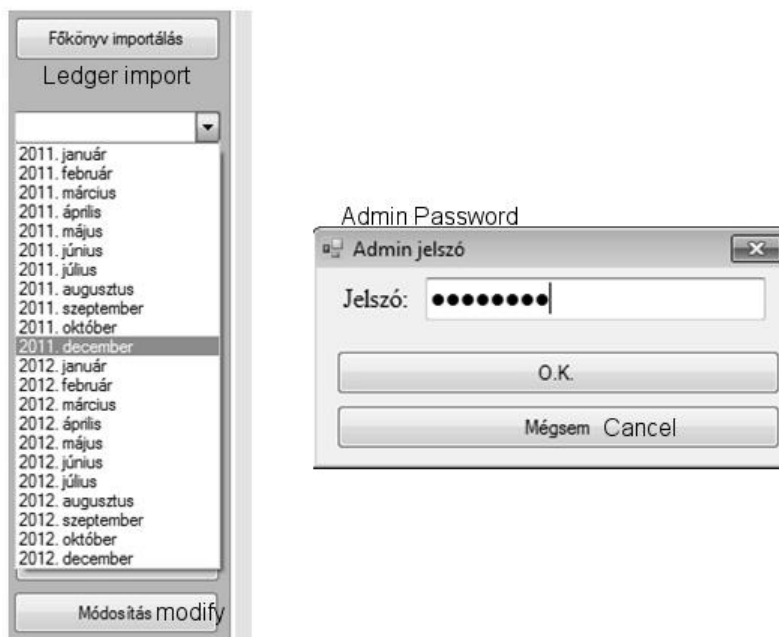 Főkönyv importálás
Ledger import
2011. január
2011. február
2011. március
2011. április
2011. május
2011. június
2011. július
2011. augusztus
2011. szeptember
2011. október
2011. december
2012. január
2012. február
2012. március
2012. április
2012. május
2012. június
2012. július
2012. augusztus
2012. szeptember
2012. október
2012. december
Módosítás modify
Admin Password
Admin jelszó
Jelszó: ●●●●●●●●
O.K.
Mégsem Cancel